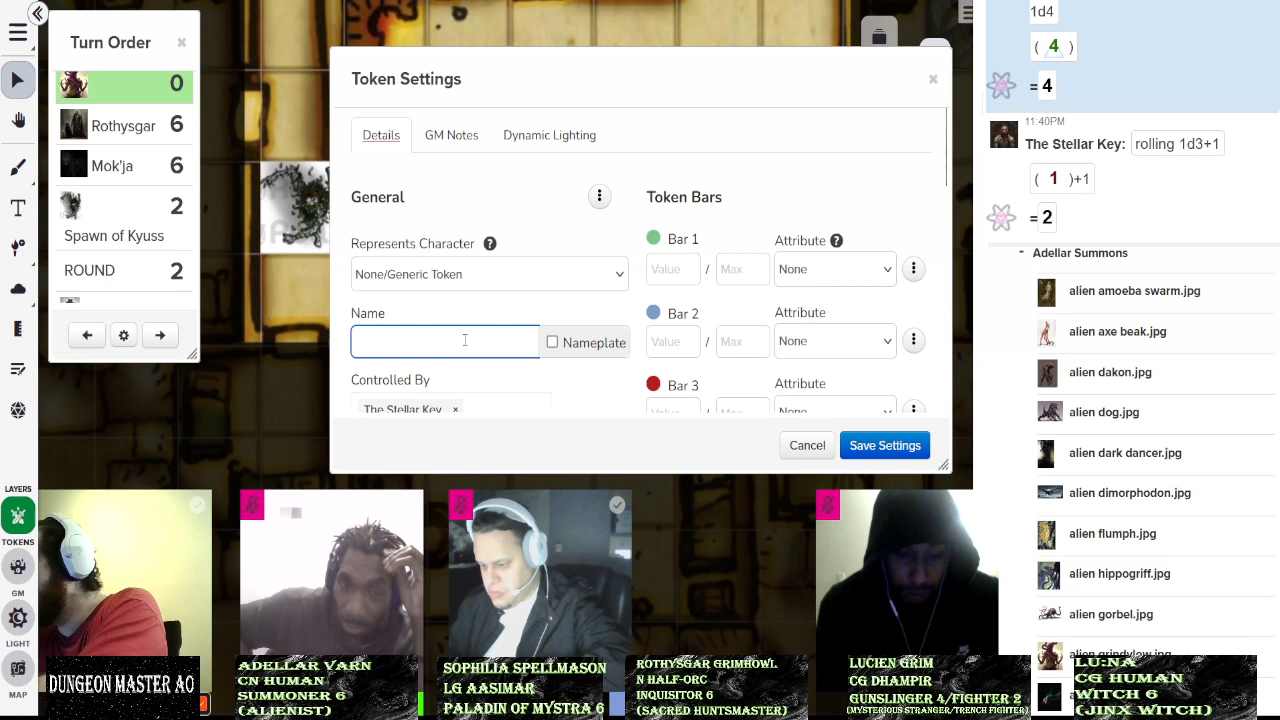 Turn Order
×
0
Rothysgar 6
Mok'ja 6
2
Spawn of Kyuss
ROUND 2
LAYERS
TOKENS
GM
LIGHT
MAP
Token Settings
×
Details GM Notes Dynamic Lighting
General
Represents Character ?
None/Generic Token
Name
Nameplate
Controlled By
The Stellar Key ×
Token Bars
Bar 1 Attribute ?
Value / Max None
Bar 2 Attribute
Value / Max None
Bar 3 Attribute
Value / Max None
Cancel Save Settings
1d4
( 4 )
= 4
11:40PM
The Stellar Key: rolling 1d3+1
( 1 )+1
= 2
- Adellar Summons
alien amoeba swarm.jpg
alien axe beak.jpg
alien dakon.jpg
alien dog.jpg
alien dark dancer.jpg
alien dimorphodon.jpg
alien flumph.jpg
alien hippogriff.jpg
alien gorbel.jpg
alien grindylow.jpg
DUNGEON MASTER AO
ADELLAR VARN
CN HUMAN
SUMMONER 6
(ALIENIST)
SOPHILIA SPELLMASON
LG AASIMAR
PALADIN OF MYSTRA 6
ROTHYSGAR GRIMHOWL
N HALF-ORC
INQUISITOR 6
(SACRED HUNTSMASTER)
LUCIEN GRIM
CG DHAMPIR
GUNSLINGER 4/FIGHTER 2
(MYSTERIOUS STRANGER/TRENCH FIGHTER)
LU:NA
CG HUMAN
WITCH 6
(JINX WITCH)